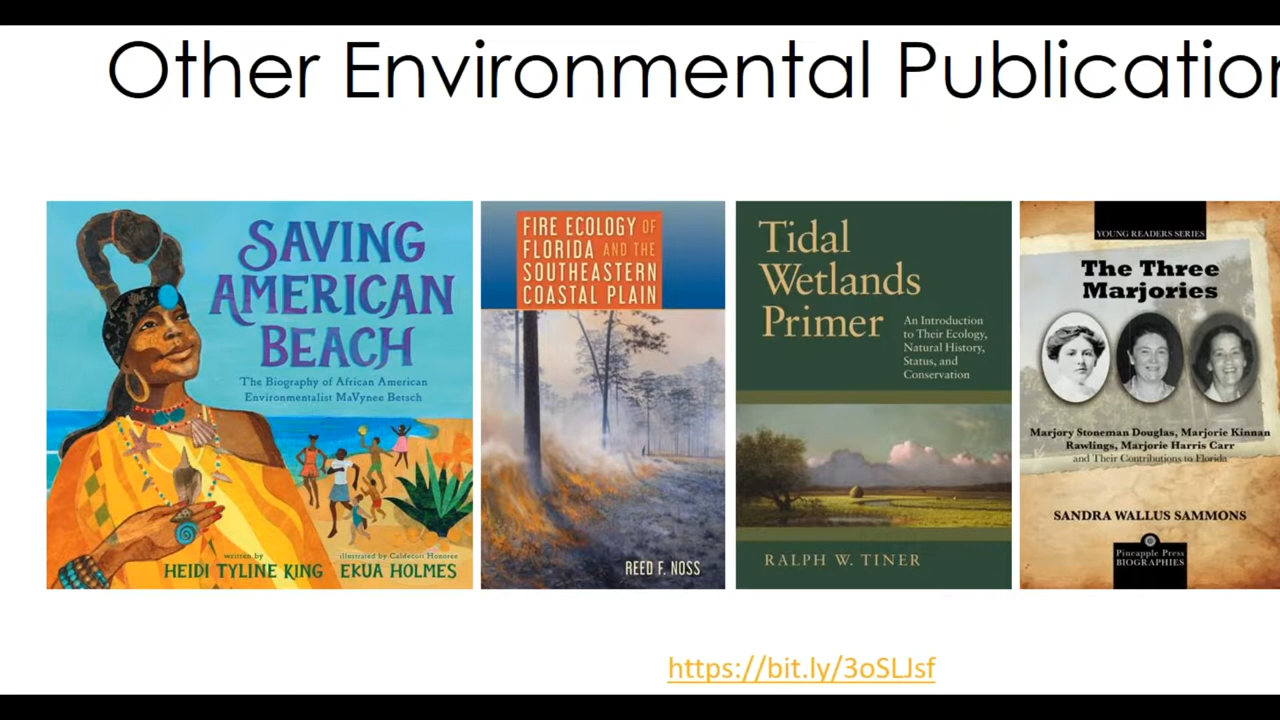 Other Environmental Publication
SAVING
AMERICAN
BEACH
The Biography of African American
Environmentalist MaVynee Betsch
written by
HEIDI TYLINE KING
illustrated by Caldecott Honoree
EKUA HOLMES
FIRE ECOLOGY OF
FLORIDA AND THE
SOUTHEASTERN
COASTAL PLAIN
REED F. NOSS
Tidal
Wetlands
Primer
An Introduction
to Their Ecology,
Natural History,
Status, and
Conservation
RALPH W. TINER
YOUNG READERS SERIES
The Three
Marjories
Marjory Stoneman Douglas, Marjorie Kinnan
Rawlings, Marjorie Harris Carr
and Their Contributions to Florida
SANDRA WALLUS SAMMONS
Pineapple Press
BIOGRAPHIES
https://bit.ly/3oSLJsf